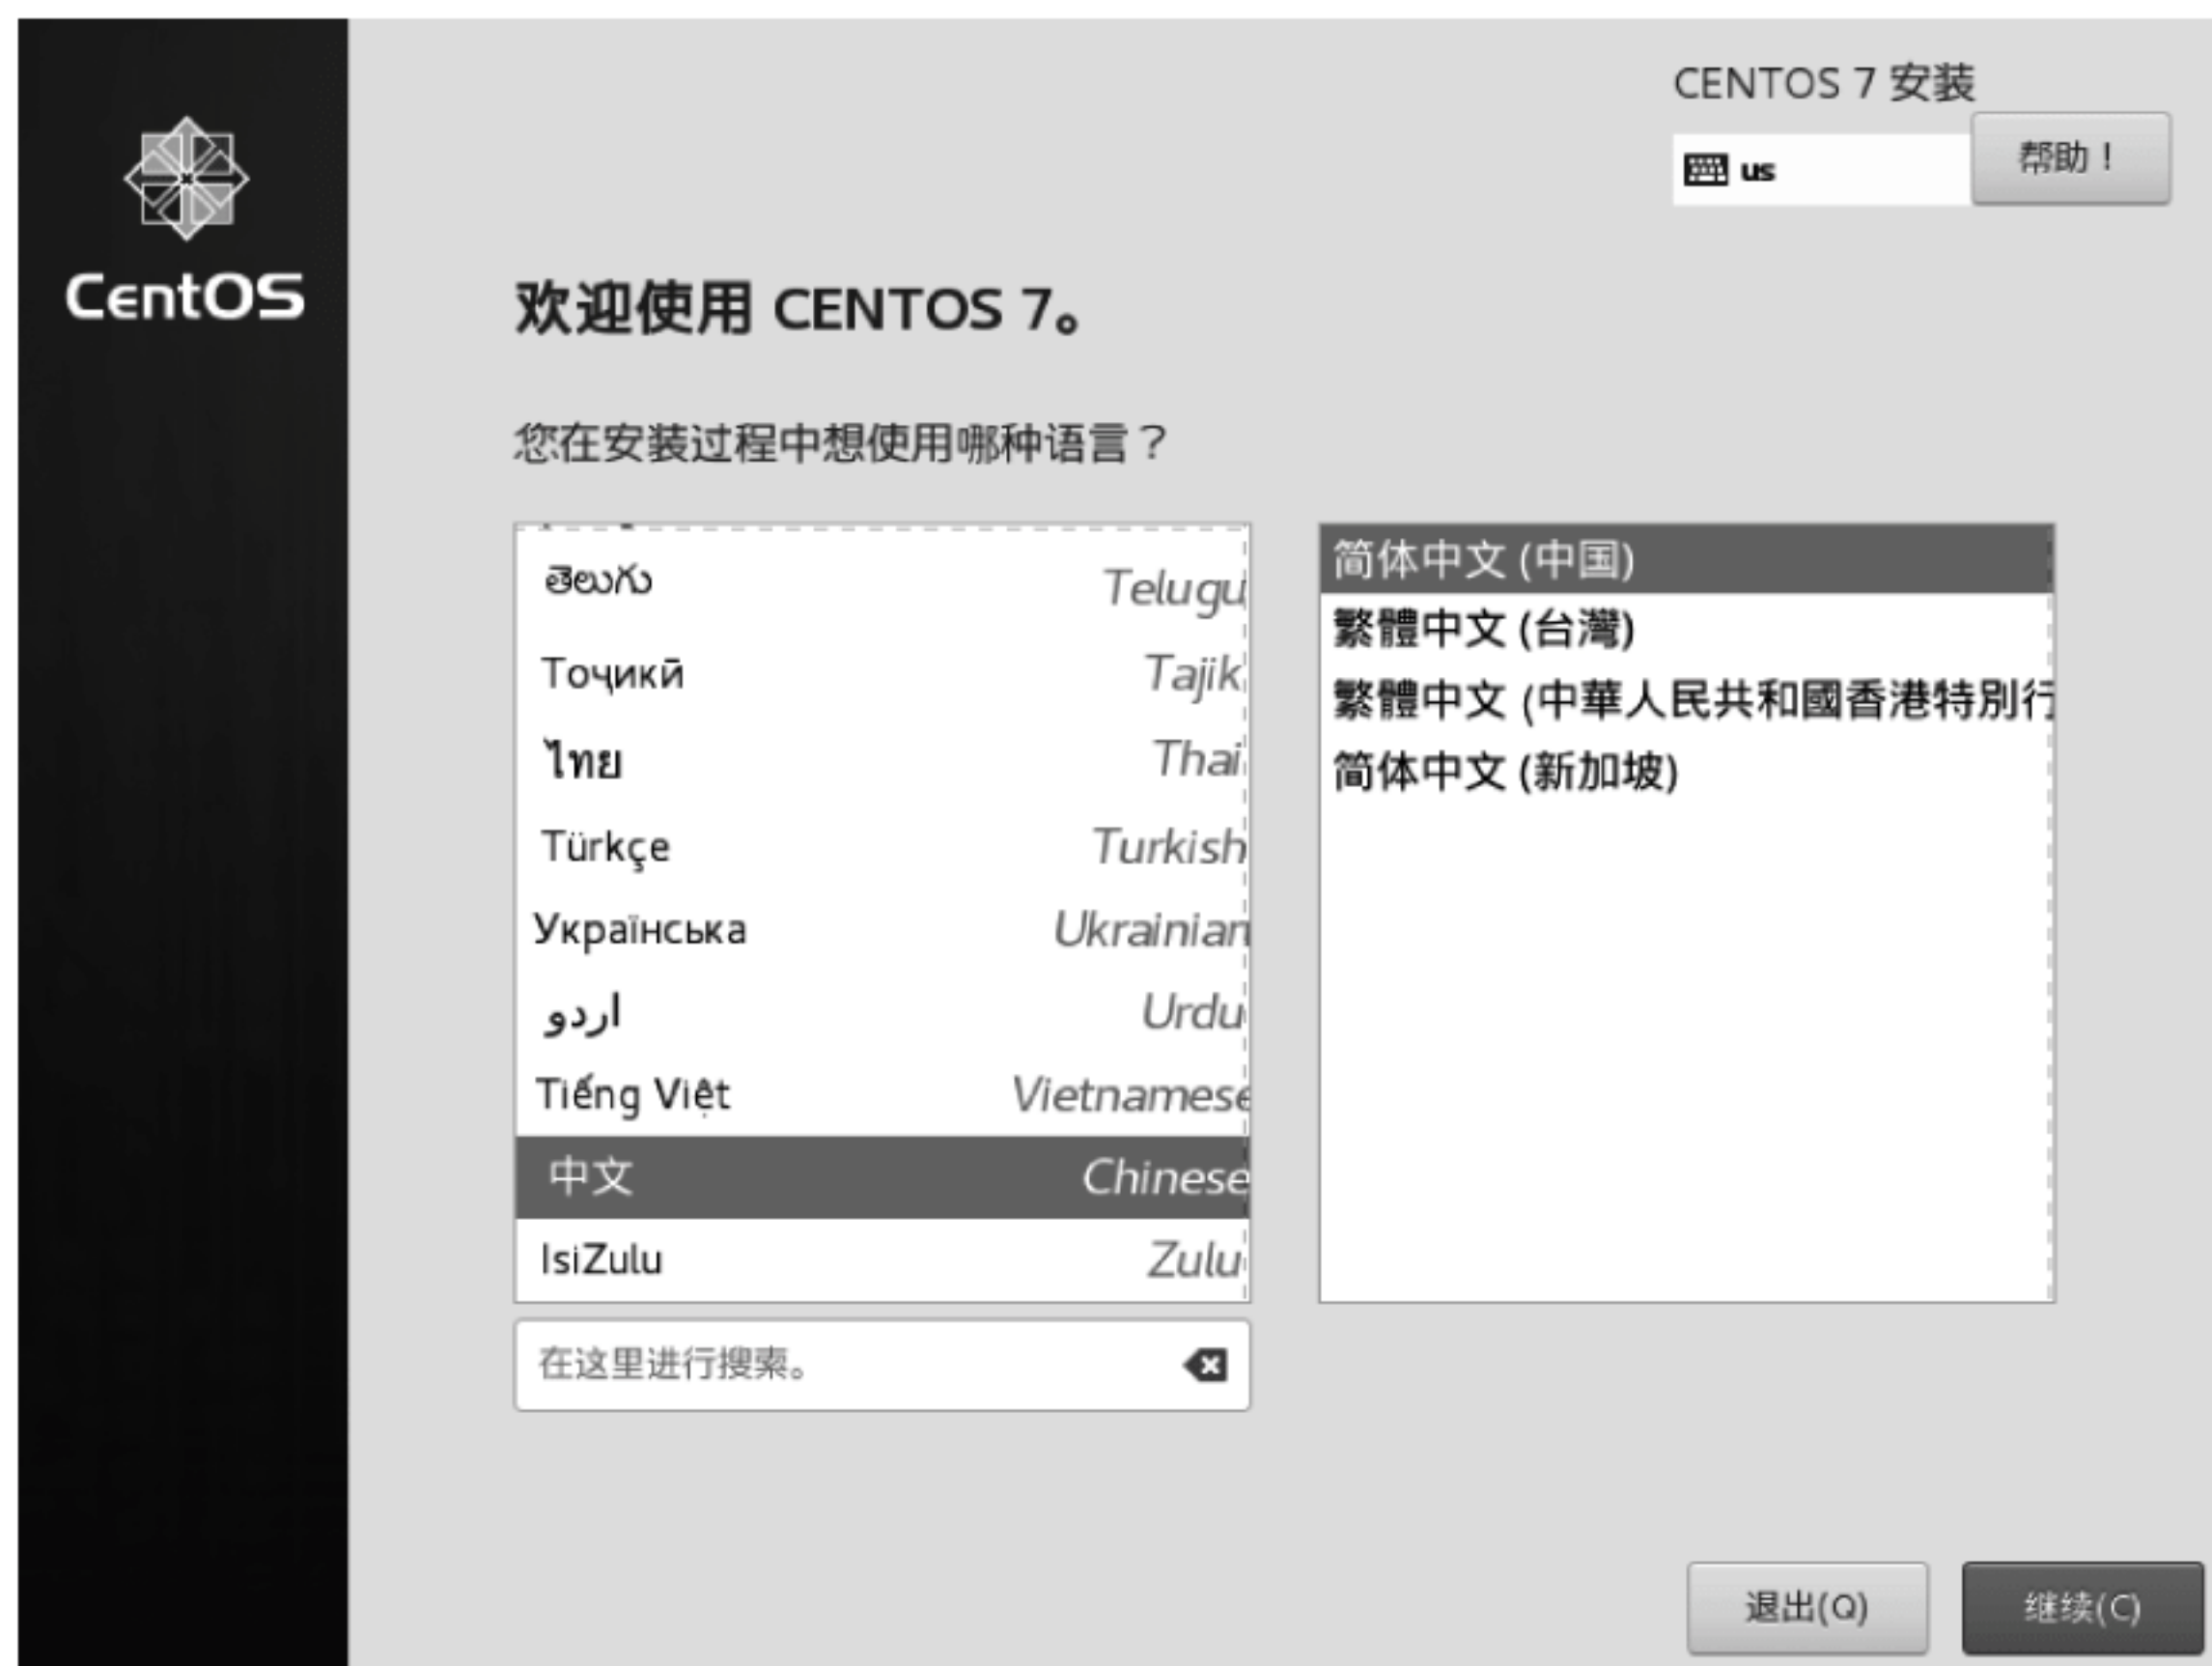 CentOS
CENTOS 7 安装
us
帮助！
欢迎使用 CENTOS 7。
您在安装过程中想使用哪种语言？
తెలుగు Telugu
Тоҷикӣ Tajik
ไทย Thai
Türkçe Turkish
Українська Ukrainian
اردو Urdu
Tiếng Việt Vietnamese
中文 Chinese
IsiZulu Zulu
在这里进行搜索。
简体中文 (中国)
繁體中文 (台灣)
繁體中文 (中華人民共和國香港特別行
简体中文 (新加坡)
退出(Q)
继续(C)